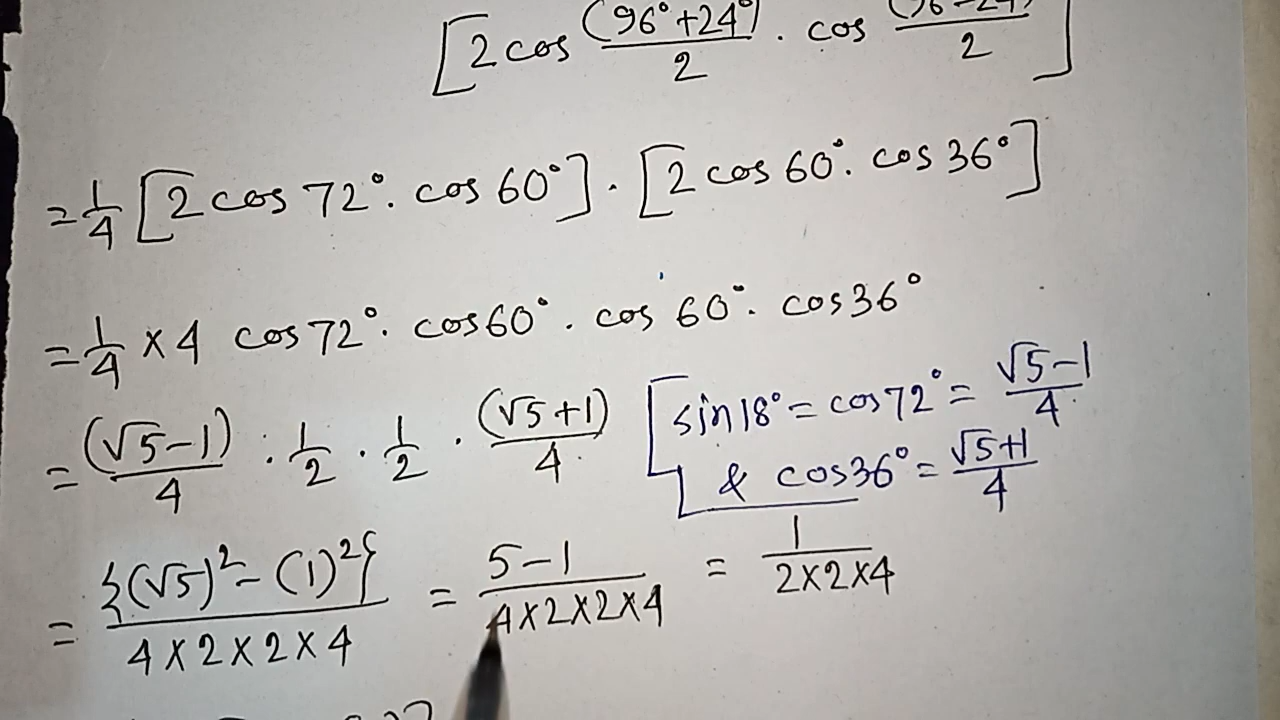 [2cos (96°+24°)/2 . cos (96-24)/2]
= 1/4 [2 cos 72°. cos 60°] . [2 cos 60°. cos 36°]
= 1/4 × 4 cos 72°. cos 60° . cos 60°. cos 36°
= (√5-1)/4 . 1/2 . 1/2 . (√5+1)/4 [sin 18° = cos 72° = √5-1/4
& cos 36° = √5+1/4
= {(√5)² - (1)²}/4×2×2×4 = 5-1/4×2×2×4 = 1/2×2×4